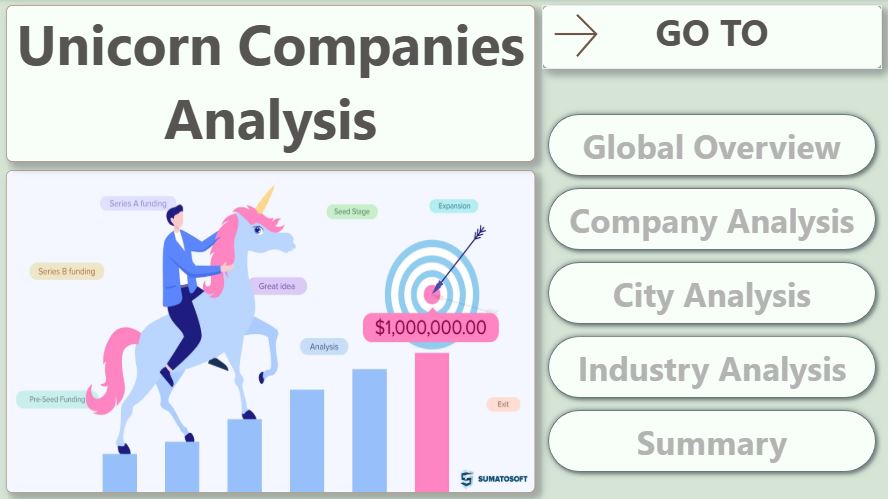 Unicorn Companies
Analysis
GO TO
Global Overview
Company Analysis
City Analysis
Industry Analysis
Summary
Series A funding
Seed Stage
Expansion
Series B funding
Great idea
$1,000,000.00
Analysis
Pre-Seed Funding
Exit
SUMATOSOFT